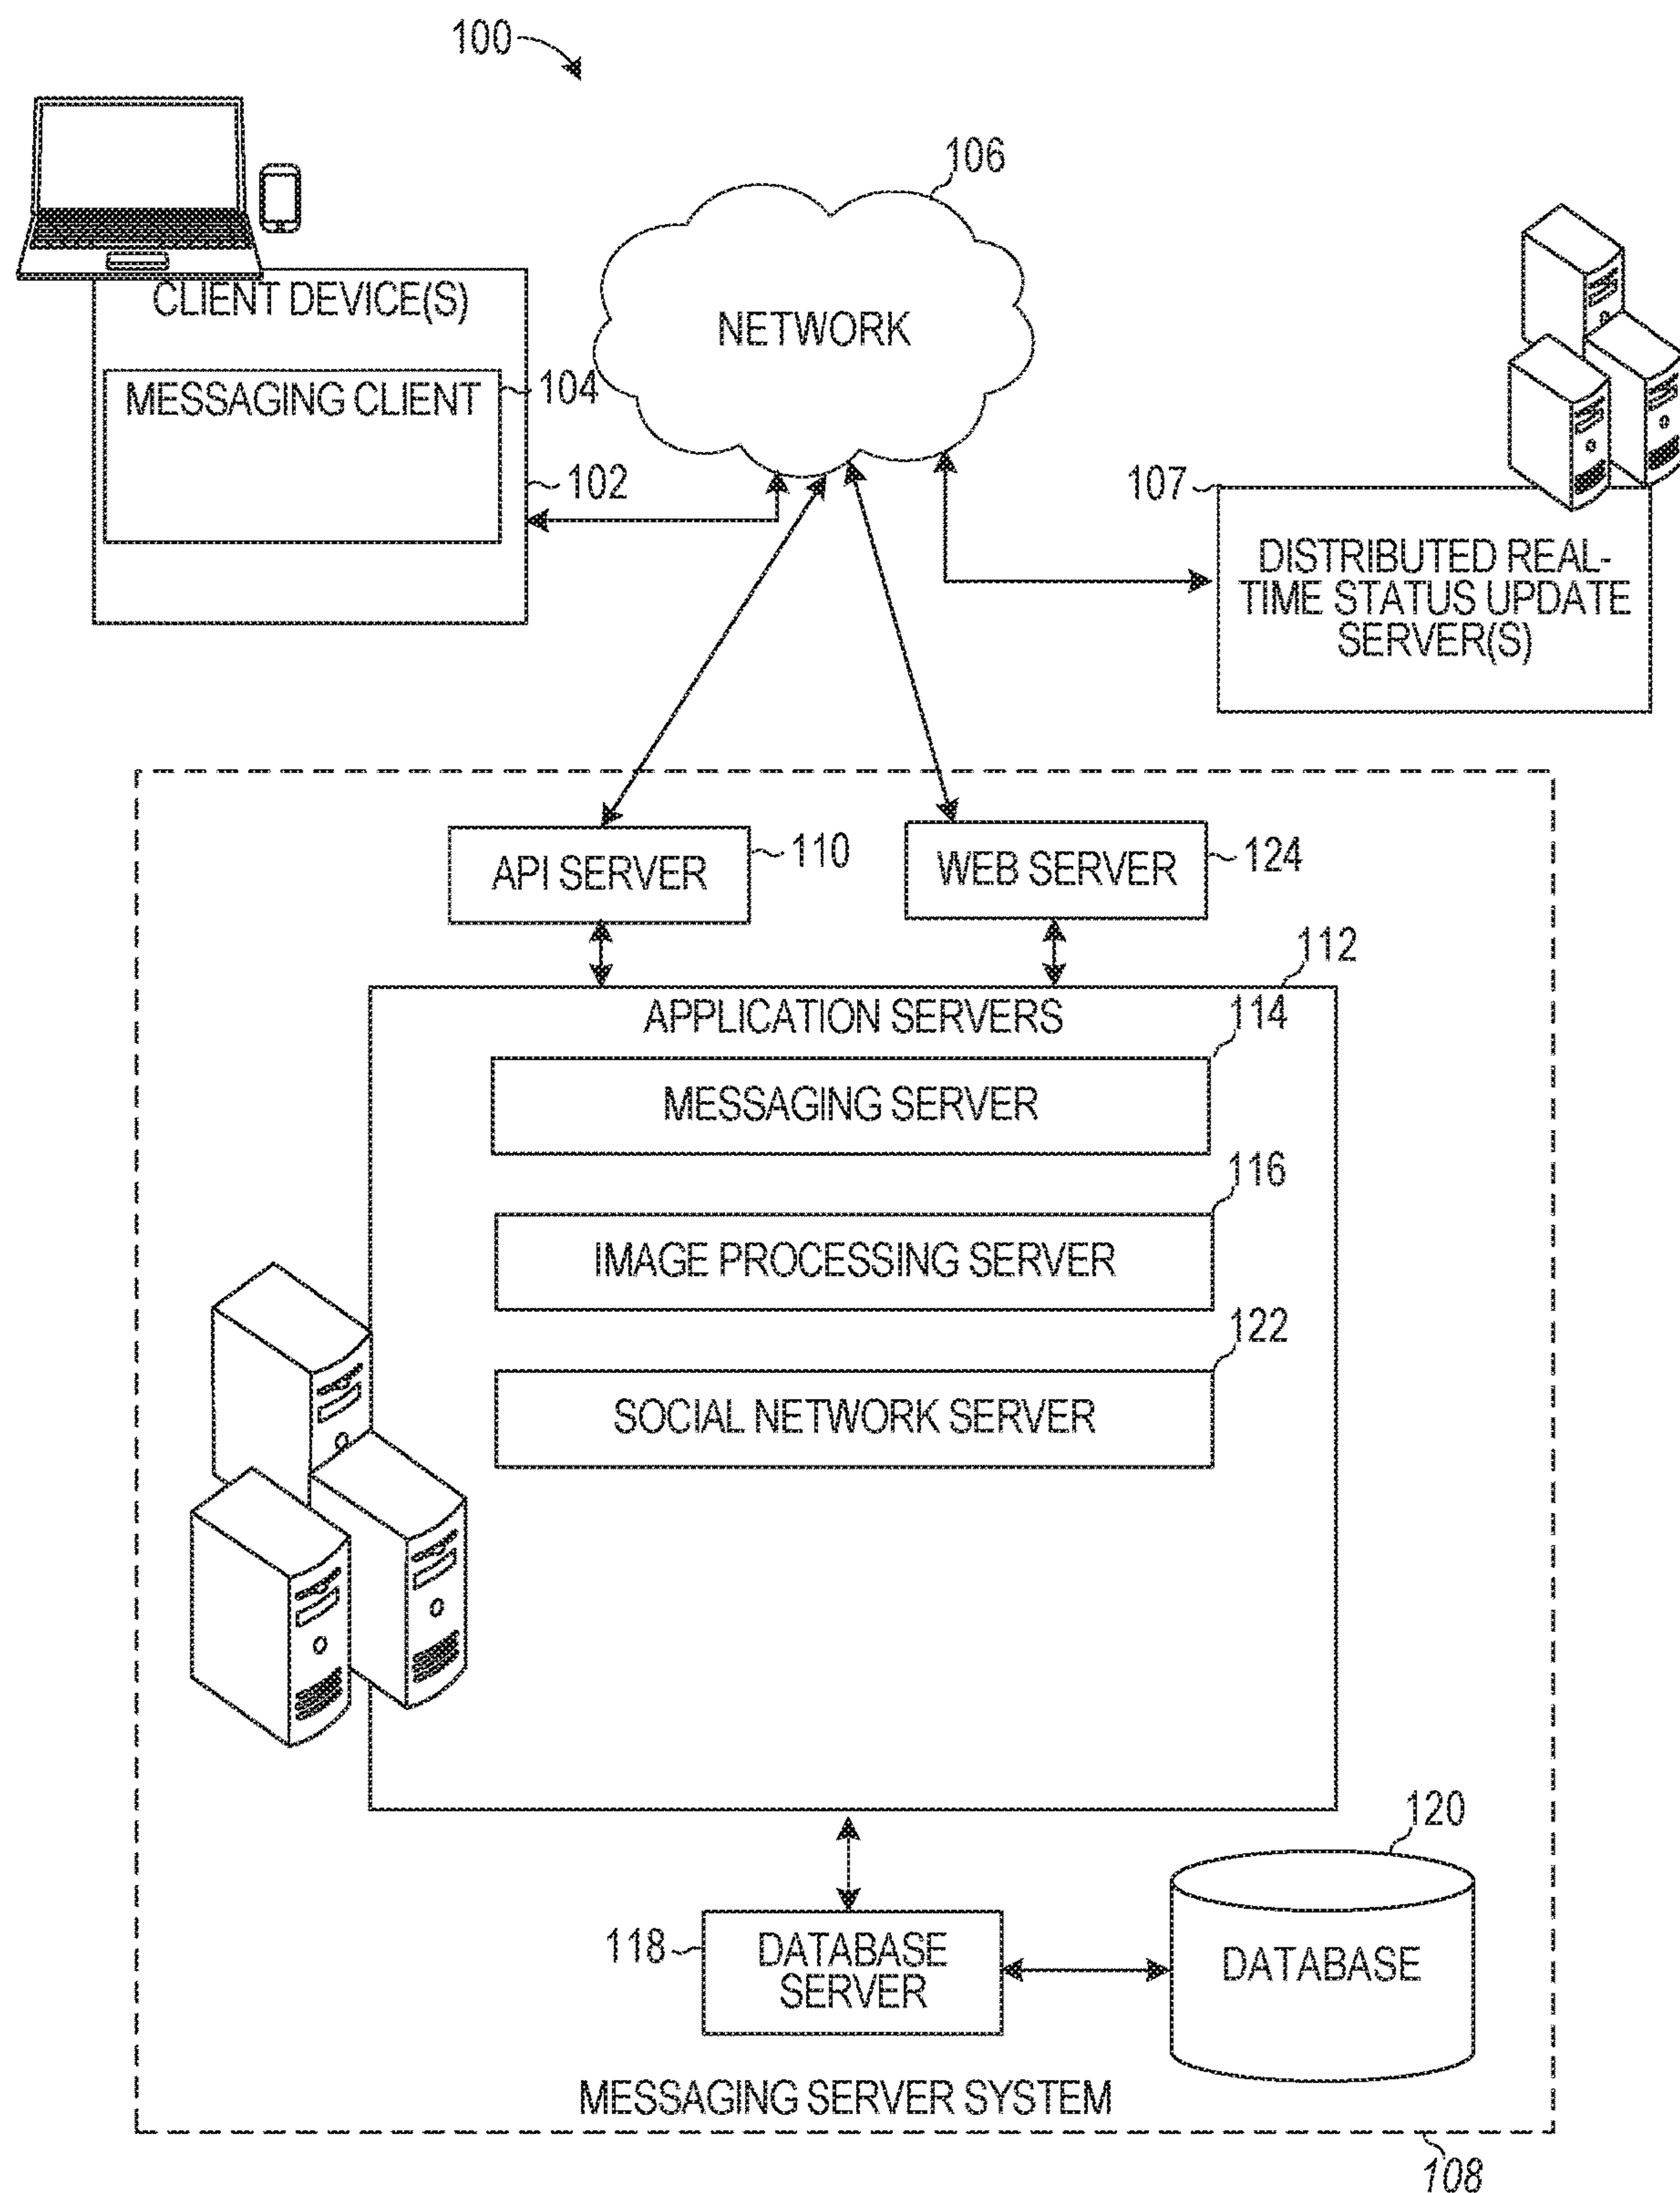 100
106
CLIENT DEVICE(S)
NETWORK
MESSAGING CLIENT
104
102
107
DISTRIBUTED REAL-
TIME STATUS UPDATE
SERVER(S)
API SERVER
110
WEB SERVER
124
112
APPLICATION SERVERS
114
MESSAGING SERVER
116
IMAGE PROCESSING SERVER
122
SOCIAL NETWORK SERVER
120
118
DATABASE
SERVER
DATABASE
MESSAGING SERVER SYSTEM
108